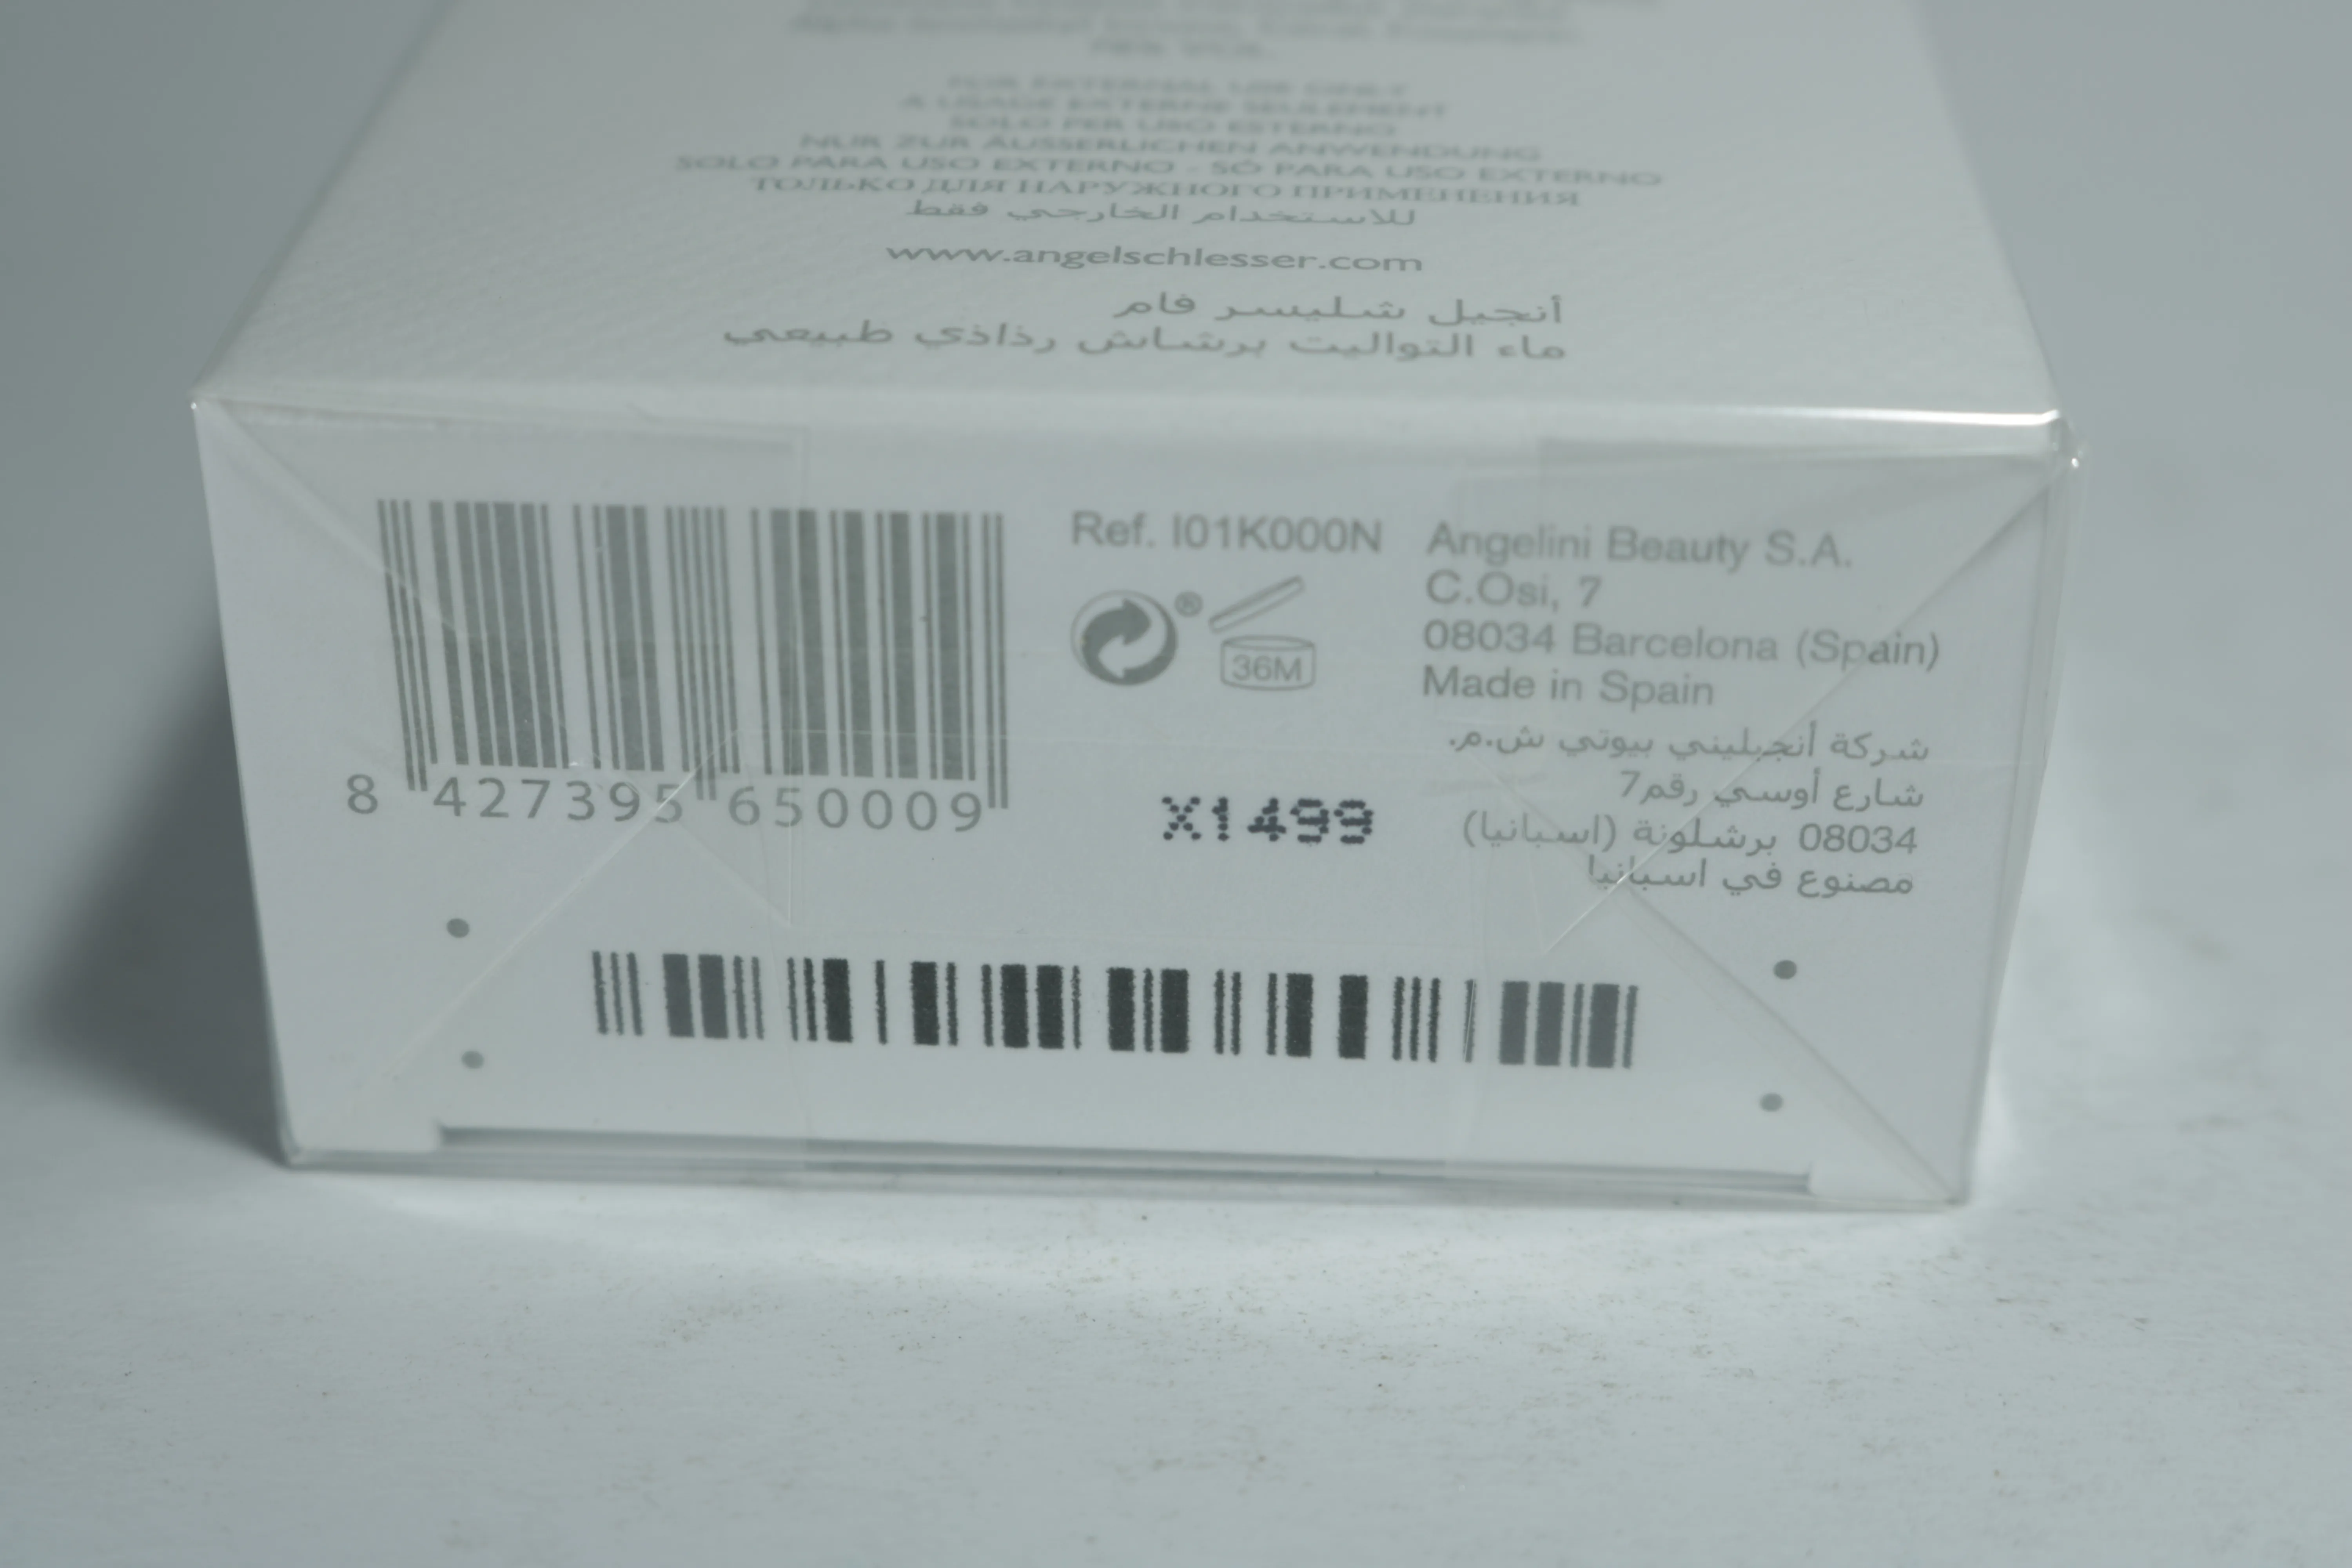 FOR EXTERNAL USE ONLY
A USAGE EXTERNE SEULEMENT
SOLO PER USO ESTERNO
NUR ZUR ÄUSSERLICHEN ANWENDUNG
SOLO PARA USO EXTERNO - SÓ PARA USO EXTERNO
ТОЛЬКО ДЛЯ НАРУЖНОГО ПРИМЕНЕНИЯ
للاستخدام الخارجي فقط
www.angelschlesser.com
أنجيل شليسر فام
ماء التواليت برشاش رذاذي طبيعي
8 427395 650009
Ref. I01K000N
®
36M
X1499
Angelini Beauty S.A.
C.Osi, 7
08034 Barcelona (Spain)
Made in Spain
شركة أنجيليني بيوتي ش.م.
شارع أوسي رقم7
08034 برشلونة (اسبانيا)
مصنوع في اسبانيا